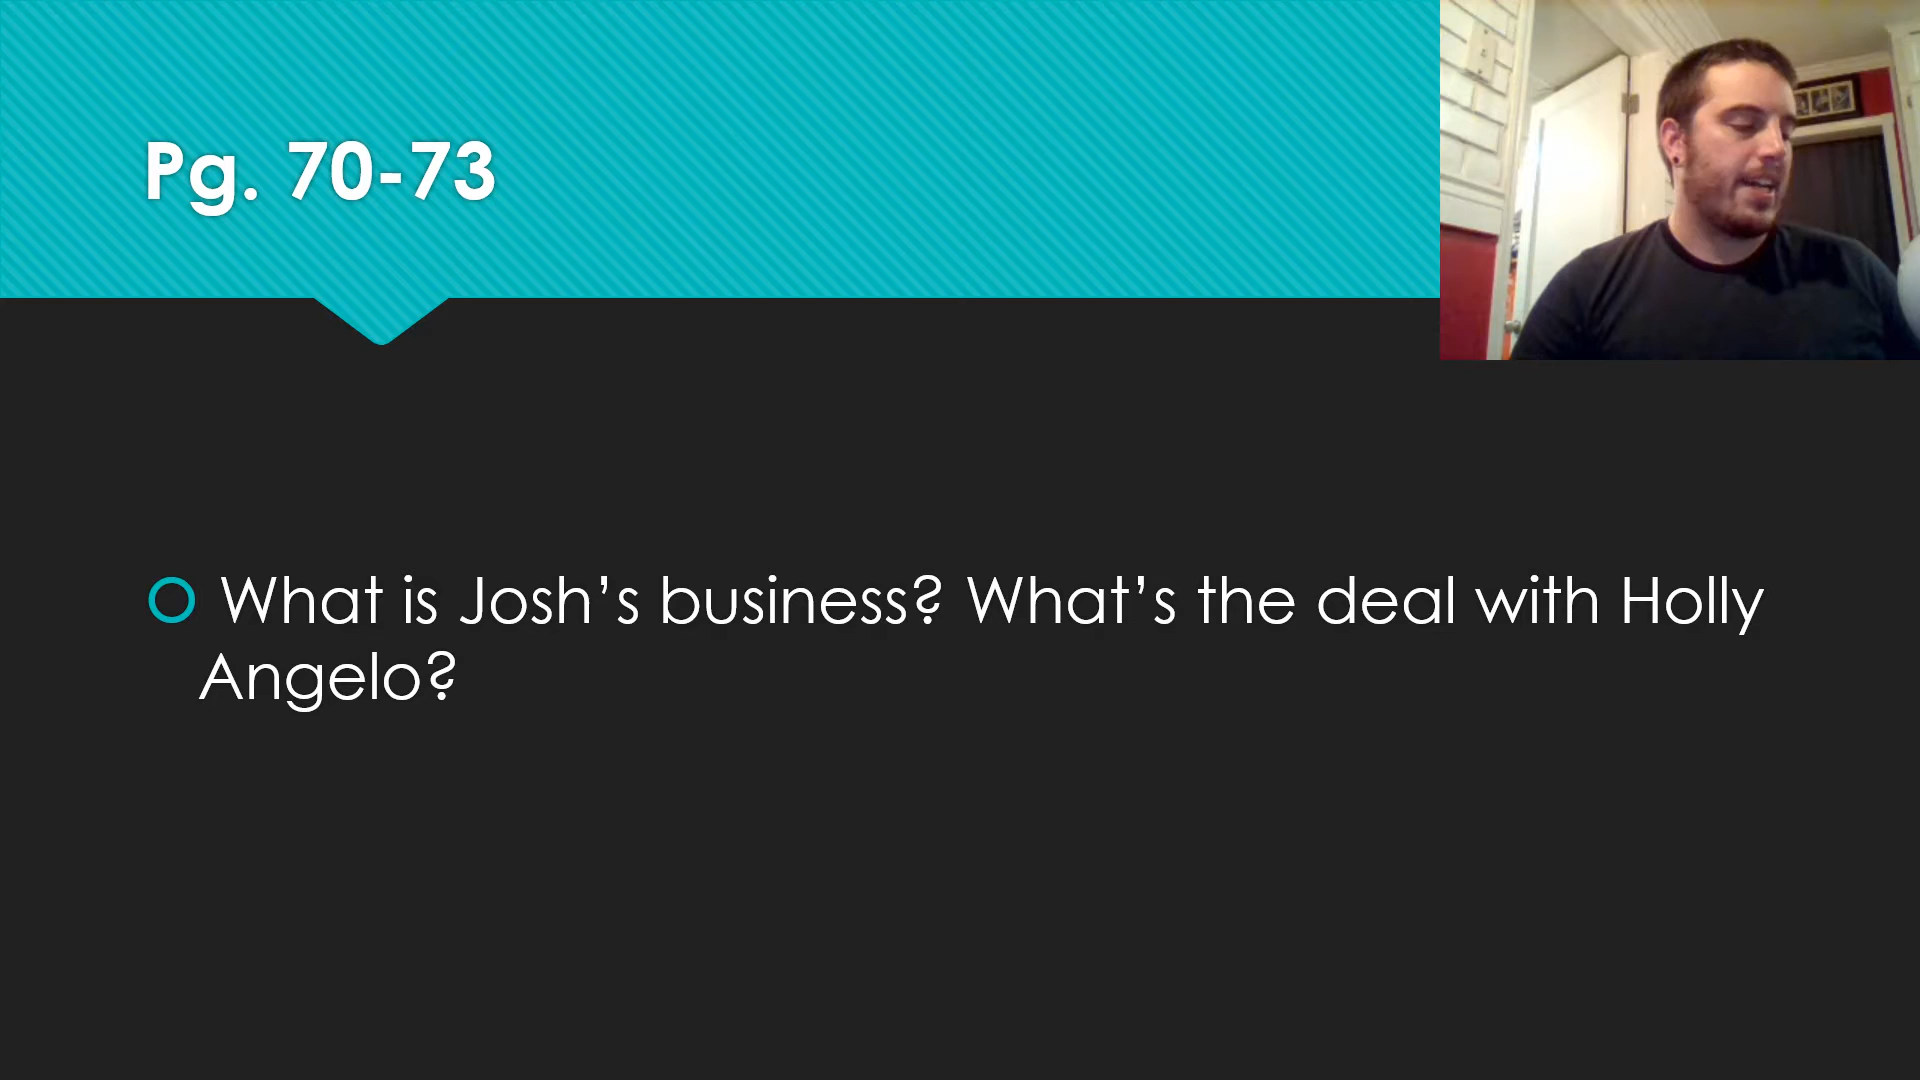 Pg. 70-73
What is Josh’s business? What’s the deal with Holly
Angelo?